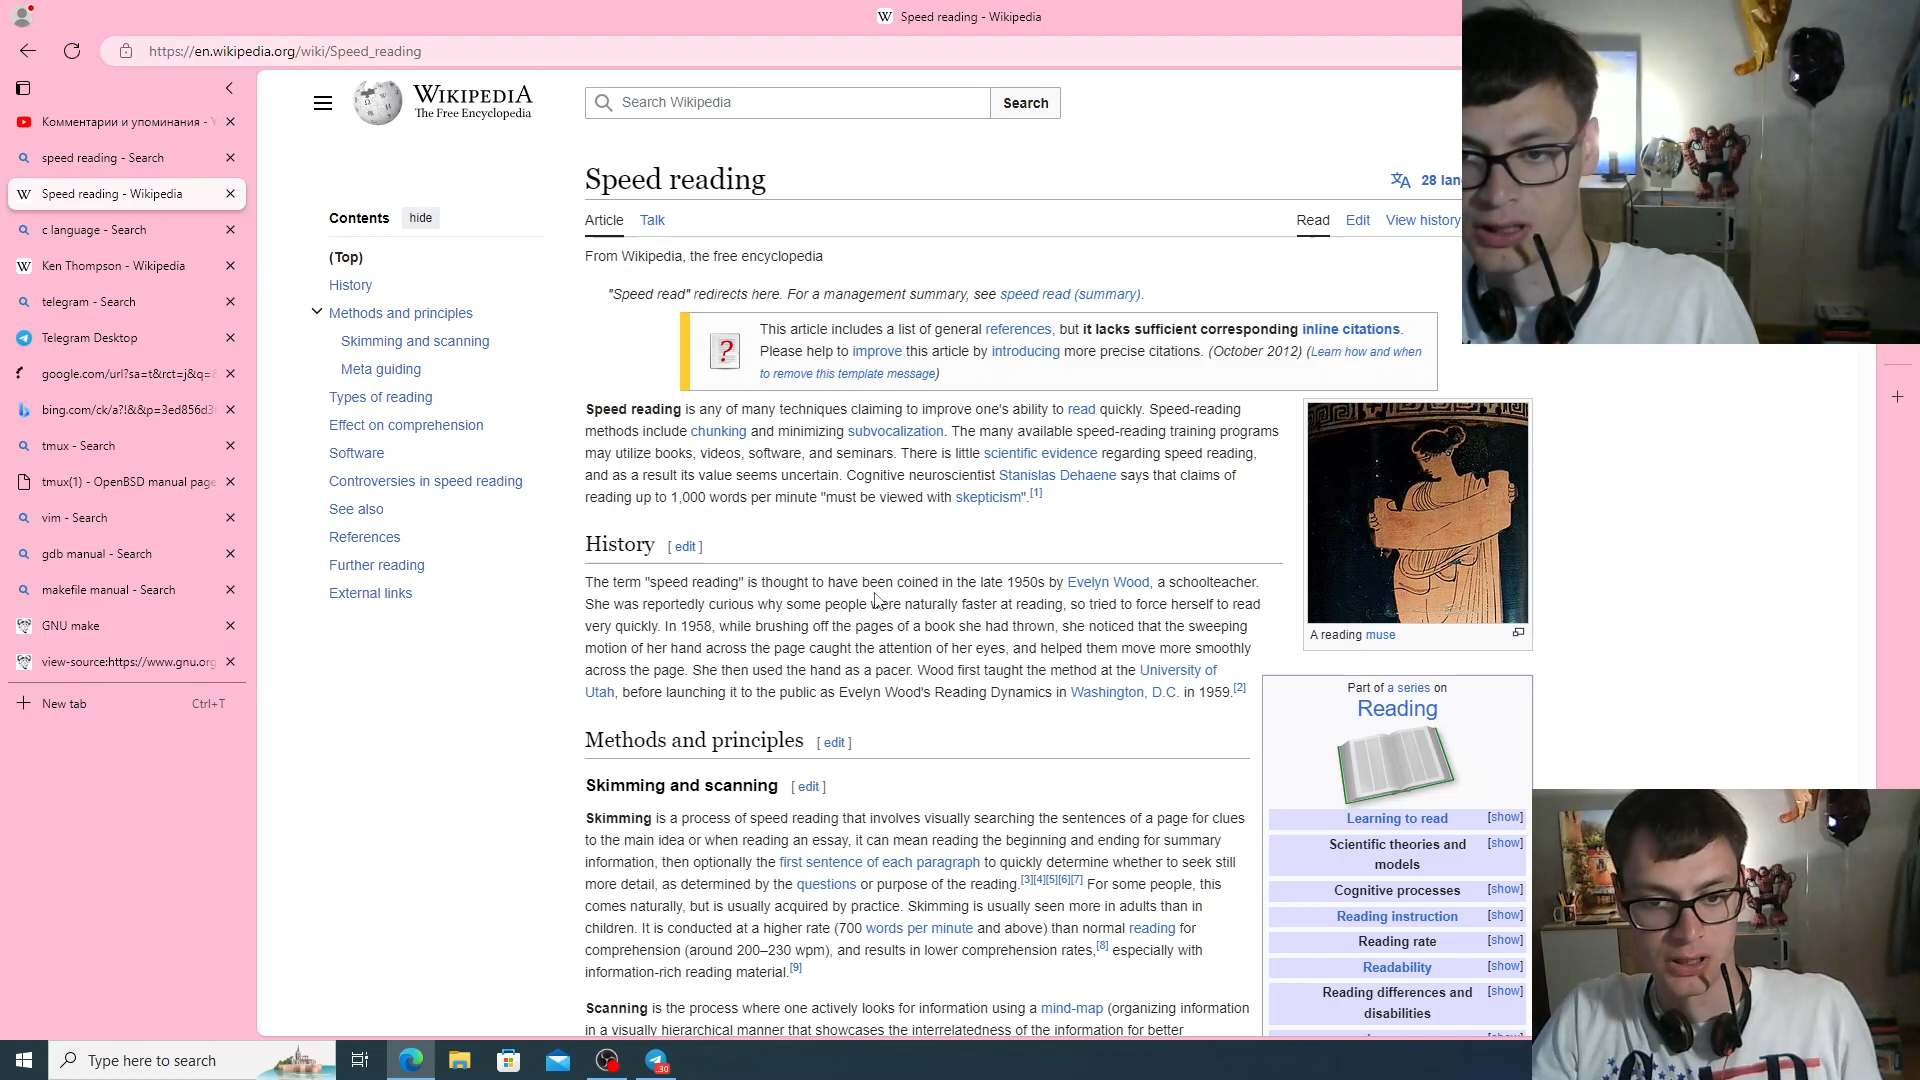 Speed reading - Wikipedia
https://en.wikipedia.org/wiki/Speed_reading
Комментарии и упоминания - Y
speed reading - Search
Speed reading - Wikipedia
c language - Search
Ken Thompson - Wikipedia
telegram - Search
Telegram Desktop
google.com/url?sa=t&rct=j&q=&
bing.com/ck/a?!&&p=3ed856d3
tmux - Search
tmux(1) - OpenBSD manual page
vim - Search
gdb manual - Search
makefile manual - Search
GNU make
view-source:https://www.gnu.org
New tab Ctrl+T
WIKIPEDIA
The Free Encyclopedia
Search Wikipedia Search
Contents hide
(Top)
History
Methods and principles
Skimming and scanning
Meta guiding
Types of reading
Effect on comprehension
Software
Controversies in speed reading
See also
References
Further reading
External links
Speed reading
28 lan
Article Talk Read Edit View history
From Wikipedia, the free encyclopedia
"Speed read" redirects here. For a management summary, see speed read (summary).
This article includes a list of general references, but it lacks sufficient corresponding inline citations.
Please help to improve this article by introducing more precise citations. (October 2012) (Learn how and when
to remove this template message)
Speed reading is any of many techniques claiming to improve one's ability to read quickly. Speed-reading
methods include chunking and minimizing subvocalization. The many available speed-reading training programs
may utilize books, videos, software, and seminars. There is little scientific evidence regarding speed reading,
and as a result its value seems uncertain. Cognitive neuroscientist Stanislas Dehaene says that claims of
reading up to 1,000 words per minute "must be viewed with skepticism".[1]
A reading muse
History [ edit ]
The term "speed reading" is thought to have been coined in the late 1950s by Evelyn Wood, a schoolteacher.
She was reportedly curious why some people were naturally faster at reading, so tried to force herself to read
very quickly. In 1958, while brushing off the pages of a book she had thrown, she noticed that the sweeping
motion of her hand across the page caught the attention of her eyes, and helped them move more smoothly
across the page. She then used the hand as a pacer. Wood first taught the method at the University of
Utah, before launching it to the public as Evelyn Wood's Reading Dynamics in Washington, D.C. in 1959.[2]
Methods and principles [ edit ]
Skimming and scanning [ edit ]
Skimming is a process of speed reading that involves visually searching the sentences of a page for clues
to the main idea or when reading an essay, it can mean reading the beginning and ending for summary
information, then optionally the first sentence of each paragraph to quickly determine whether to seek still
more detail, as determined by the questions or purpose of the reading.[3][4][5][6][7] For some people, this
comes naturally, but is usually acquired by practice. Skimming is usually seen more in adults than in
children. It is conducted at a higher rate (700 words per minute and above) than normal reading for
comprehension (around 200–230 wpm), and results in lower comprehension rates,[8] especially with
information-rich reading material.[9]
Scanning is the process where one actively looks for information using a mind-map (organizing information
in a visually hierarchical manner that showcases the interrelatedness of the information for better
Part of a series on
Reading
Learning to read [show]
Scientific theories and [show]
models
Cognitive processes [show]
Reading instruction [show]
Reading rate [show]
Readability [show]
Reading differences and [show]
disabilities
Type here to search